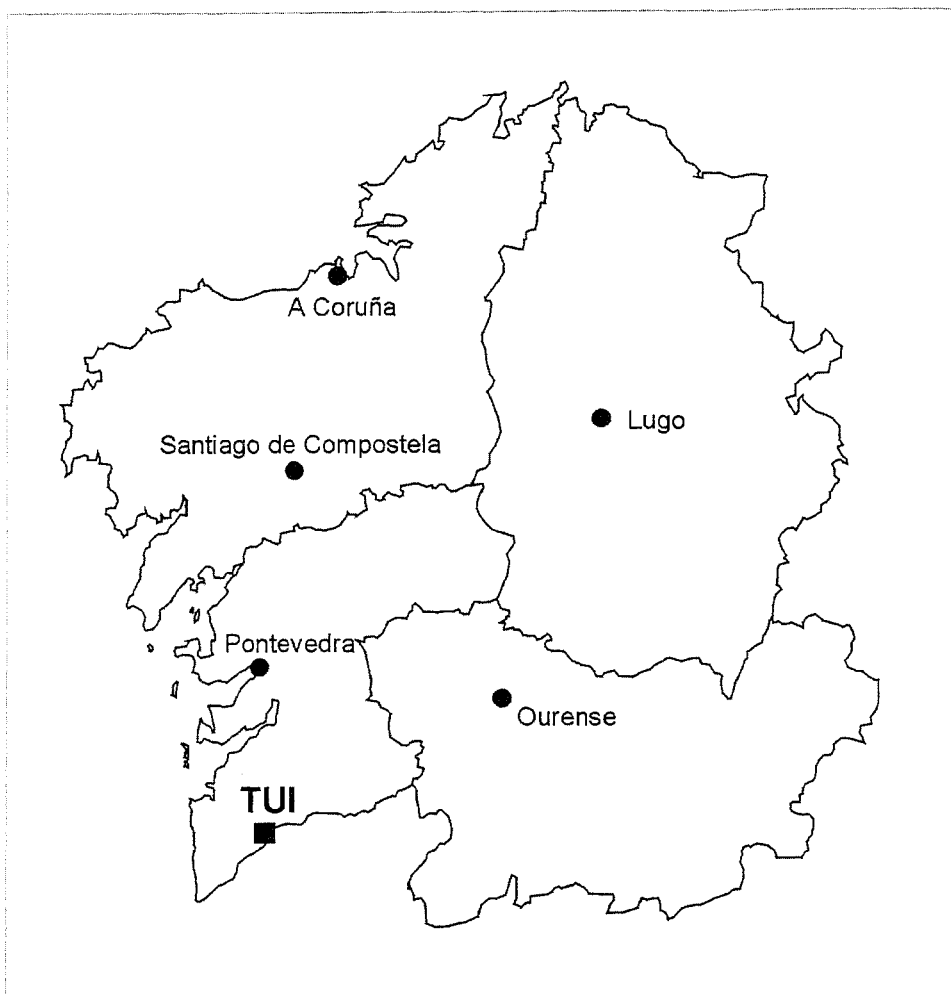 A Coruña
Lugo
Santiago de Compostela
Pontevedra
Ourense
TUI